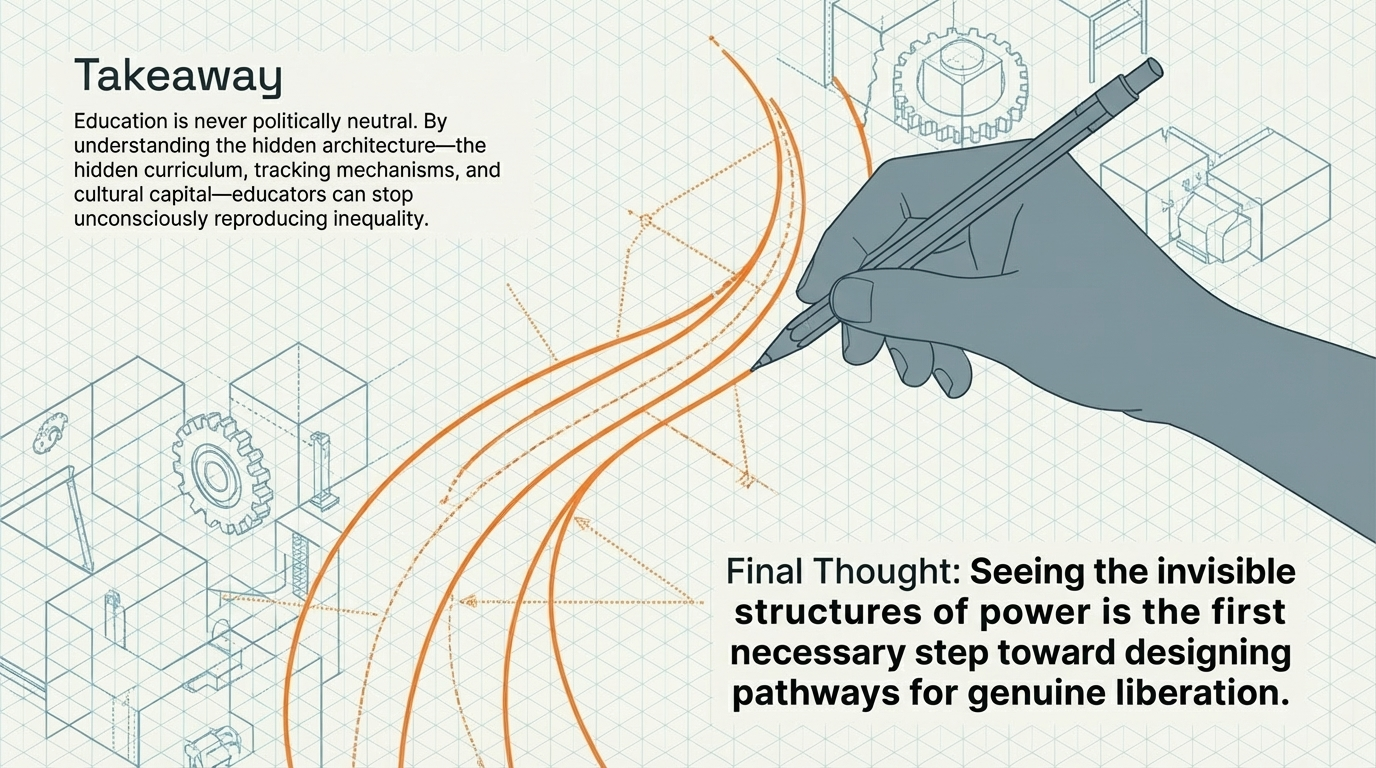 Takeaway
Education is never politically neutral. By
understanding the hidden architecture—the
hidden curriculum, tracking mechanisms, and
cultural capital—educators can stop
unconsciously reproducing inequality.
Final Thought: Seeing the invisible
structures of power is the first
necessary step toward designing
pathways for genuine liberation.